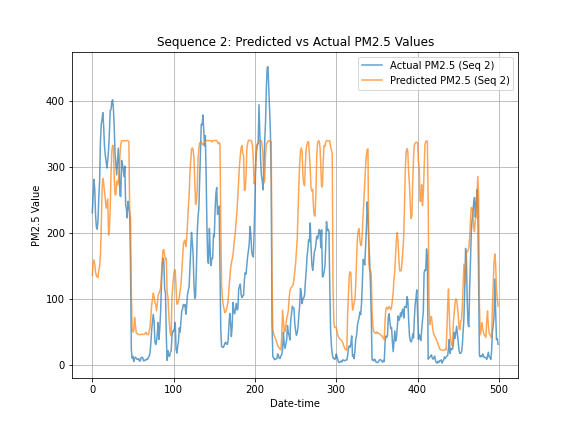 Sequence 2: Predicted vs Actual PM2.5 Values
Actual PM2.5 (Seq 2)
Predicted PM2.5 (Seq 2)
PM2.5 Value
400
300
200
100
0
0
100
200
300
400
500
Date-time